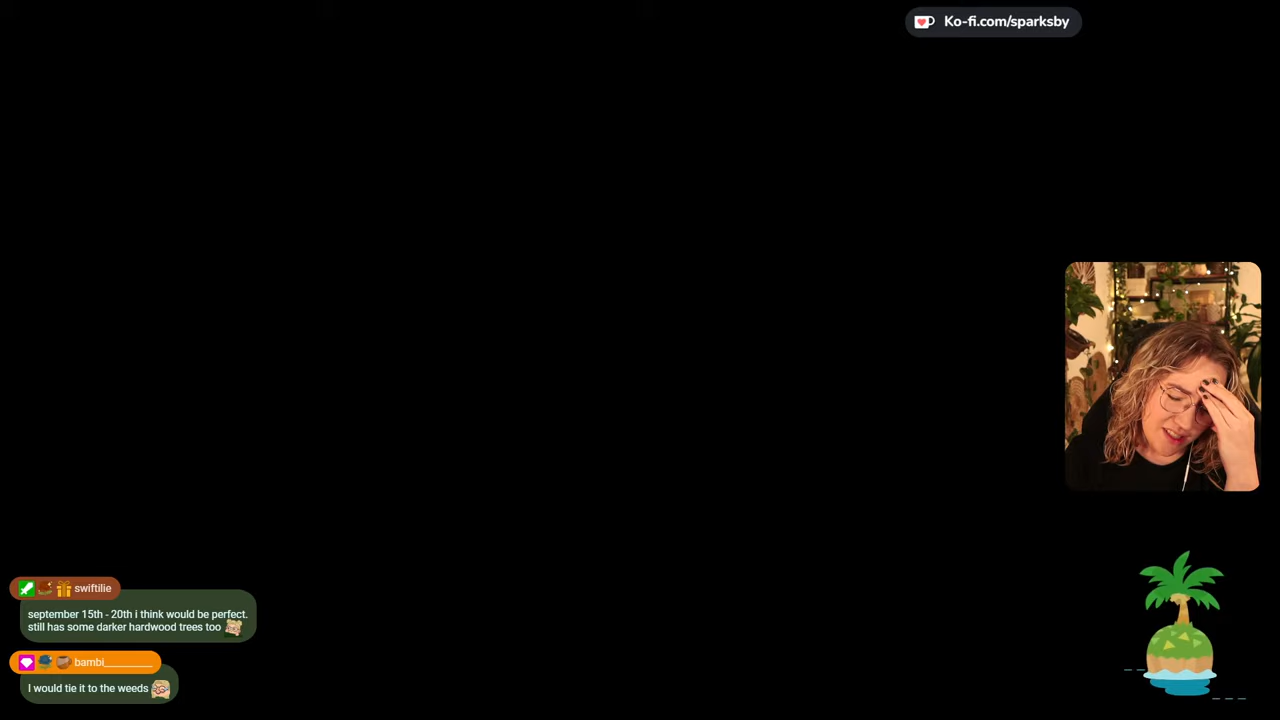 Ko-fi.com/sparksby
swiftilie
september 15th - 20th i think would be perfect.
still has some darker hardwood trees too
bambi_________
I would tie it to the weeds